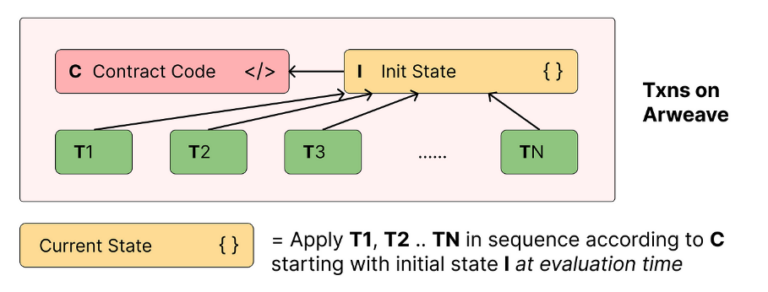 C Contract Code </>
I Init State { }
Txns on
Arweave
T1
T2
T3
......
TN
Current State { }
= Apply T1, T2 .. TN in sequence according to C
starting with initial state I at evaluation time